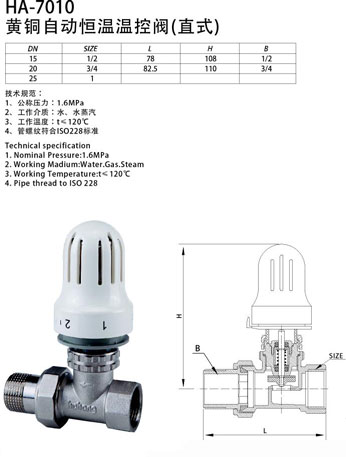 HA-7010
黄铜自动恒温温控阀(直式)
DN SIZE L H B
15 1/2 78 108 1/2
20 3/4 82.5 110 3/4
25 1
技术规范：
1、公称压力：1.6MPa
2、工作介质：水、水蒸汽
3、工作温度：t≤120℃
4、管螺纹符合ISO228标准
Technical specification
1. Nominal Pressure:1.6MPa
2. Working Madium:Water.Gas.Steam
3. Working Temperature:t≤120℃
4. Pipe thread to ISO 228
2 1
H
B
SIZE
L